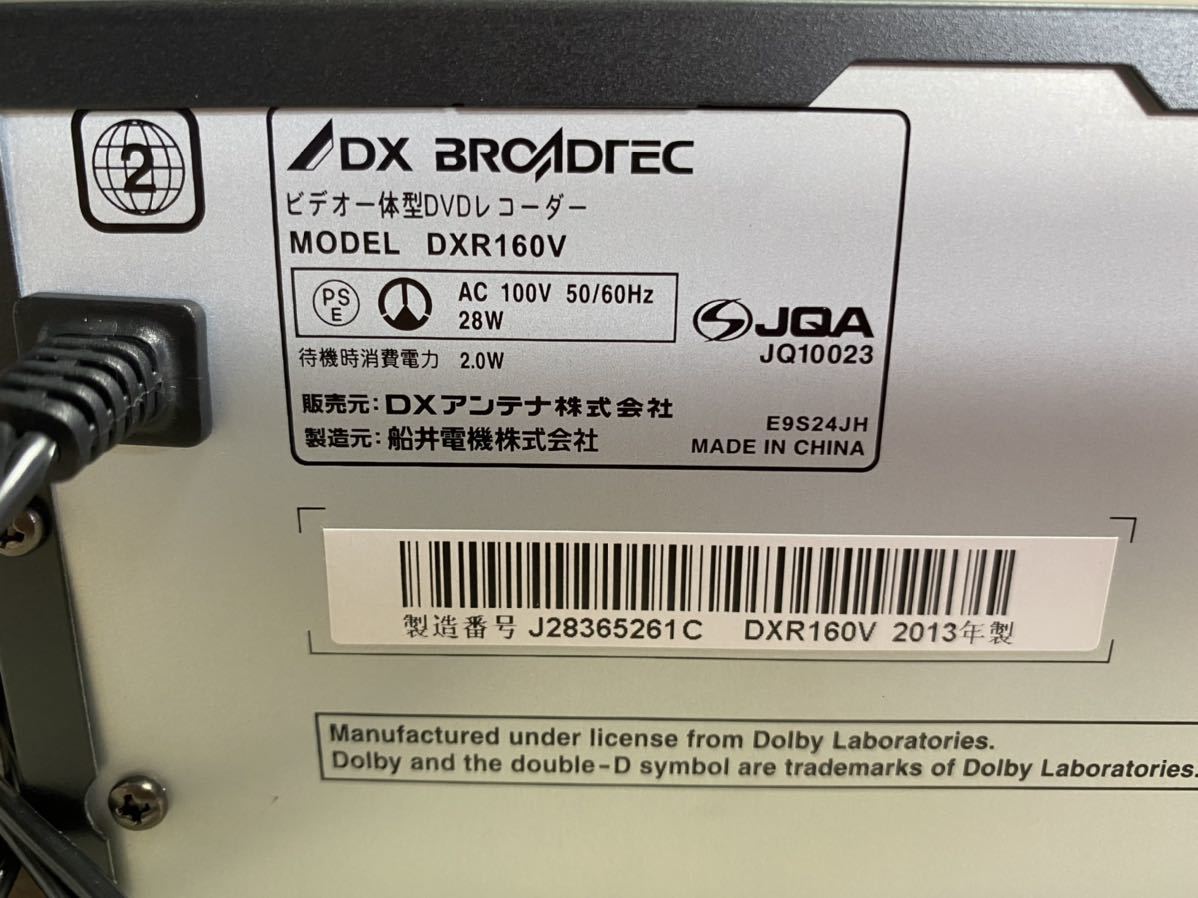 2
DX BROADTEC
ビデオ一体型DVDレコーダー
MODEL DXR160V
PS E
AC 100V 50/60Hz
28W
待機時消費電力 2.0W
JQA
JQ10023
販売元:DXアンテナ株式会社
製造元:船井電機株式会社
E9S24JH
MADE IN CHINA
製造番号 J28365261C DXR160V 2013年製
Manufactured under license from Dolby Laboratories.
Dolby and the double-D symbol are trademarks of Dolby Laboratories.